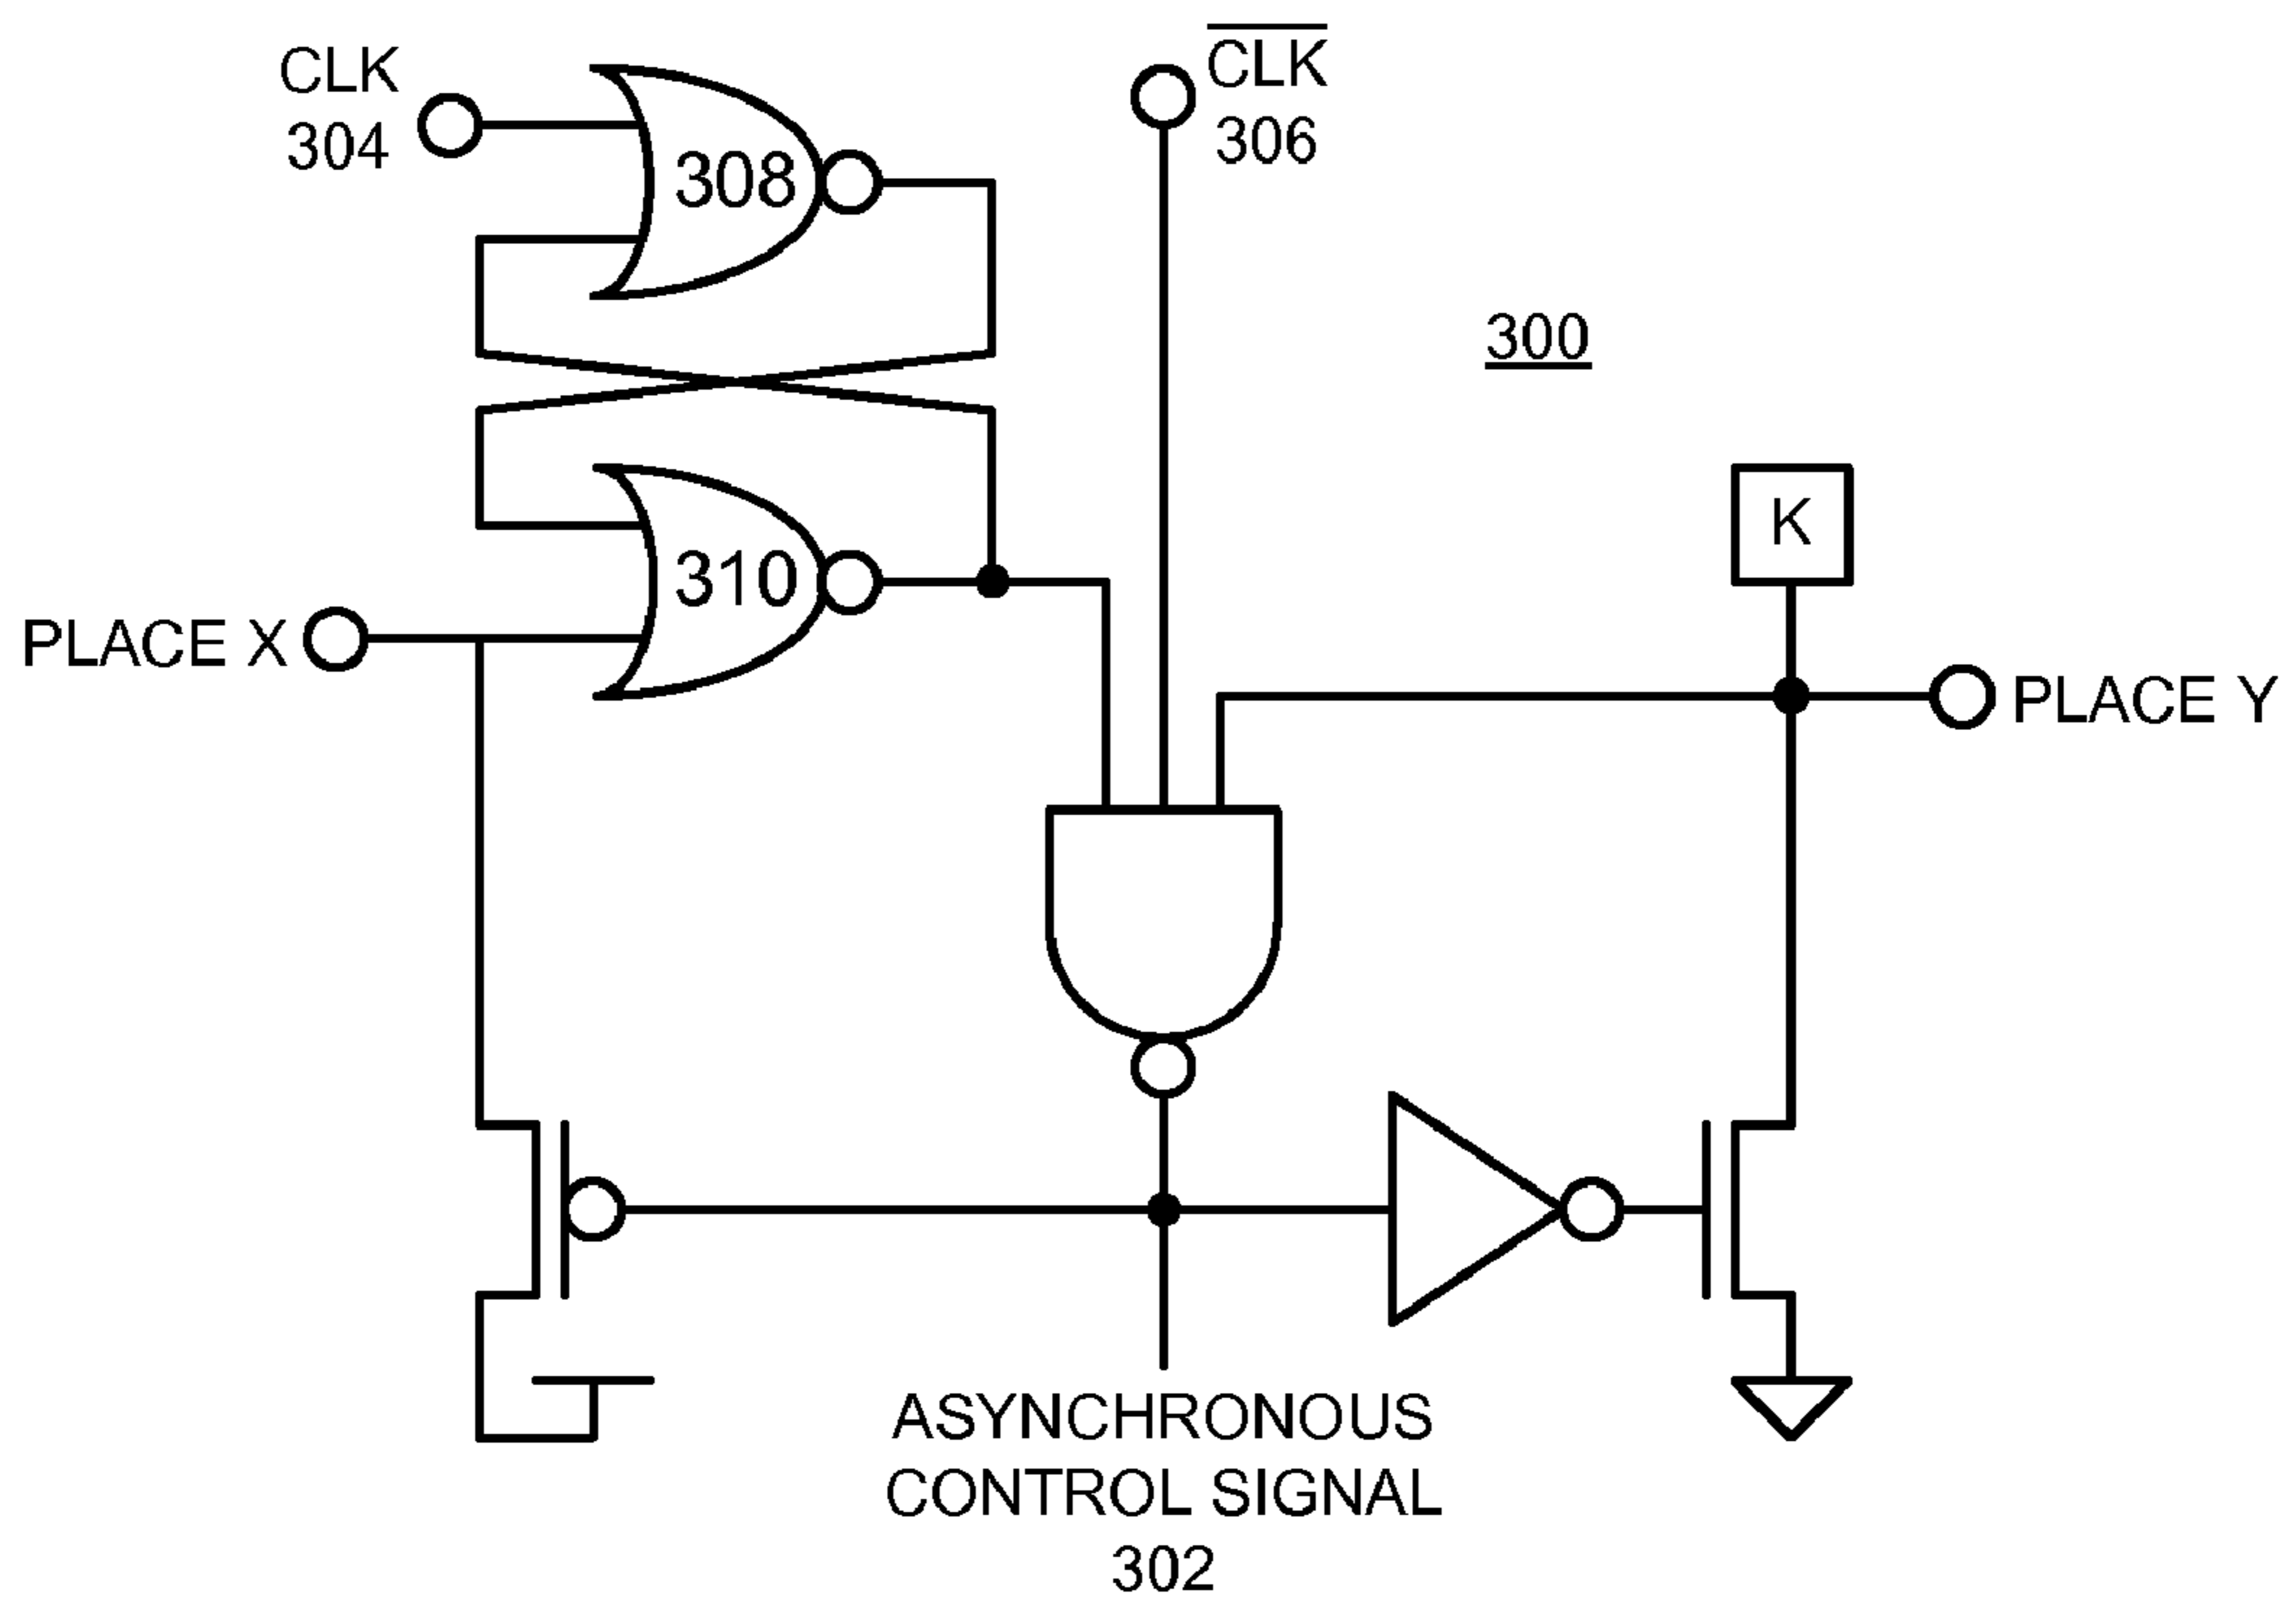 CLK
304
308
CLK
306
300
K
310
PLACE X
PLACE Y
ASYNCHRONOUS
CONTROL SIGNAL
302